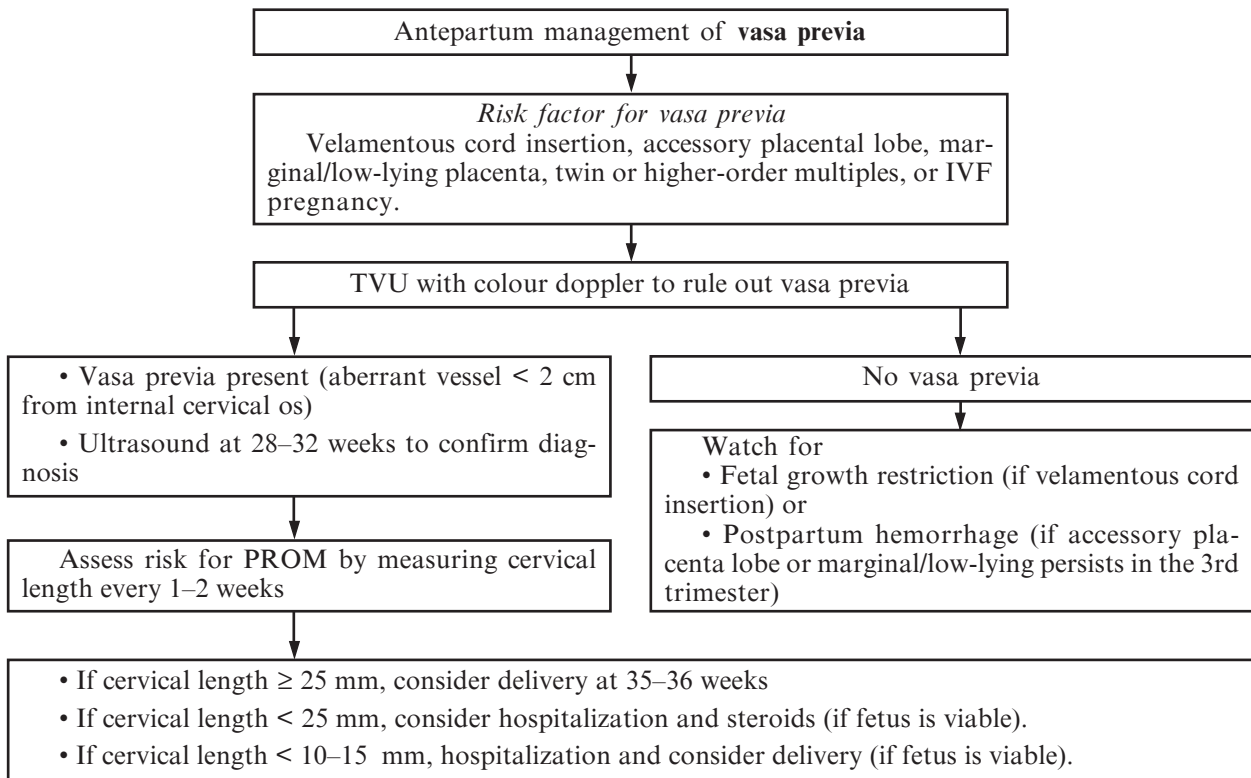 Antepartum management of vasa previa
Risk factor for vasa previa
Velamentous cord insertion, accessory placental lobe, mar-
ginal/low-lying placenta, twin or higher-order multiples, or IVF
pregnancy.
TVU with colour doppler to rule out vasa previa
• Vasa previa present (aberrant vessel < 2 cm
from internal cervical os)
• Ultrasound at 28–32 weeks to confirm diag-
nosis
No vasa previa
Watch for
• Fetal growth restriction (if velamentous cord
insertion) or
• Postpartum hemorrhage (if accessory pla-
centa lobe or marginal/low-lying persists in the 3rd
trimester)
Assess risk for PROM by measuring cervical
length every 1–2 weeks
• If cervical length ≥ 25 mm, consider delivery at 35–36 weeks
• If cervical length < 25 mm, consider hospitalization and steroids (if fetus is viable).
• If cervical length < 10–15 mm, hospitalization and consider delivery (if fetus is viable).